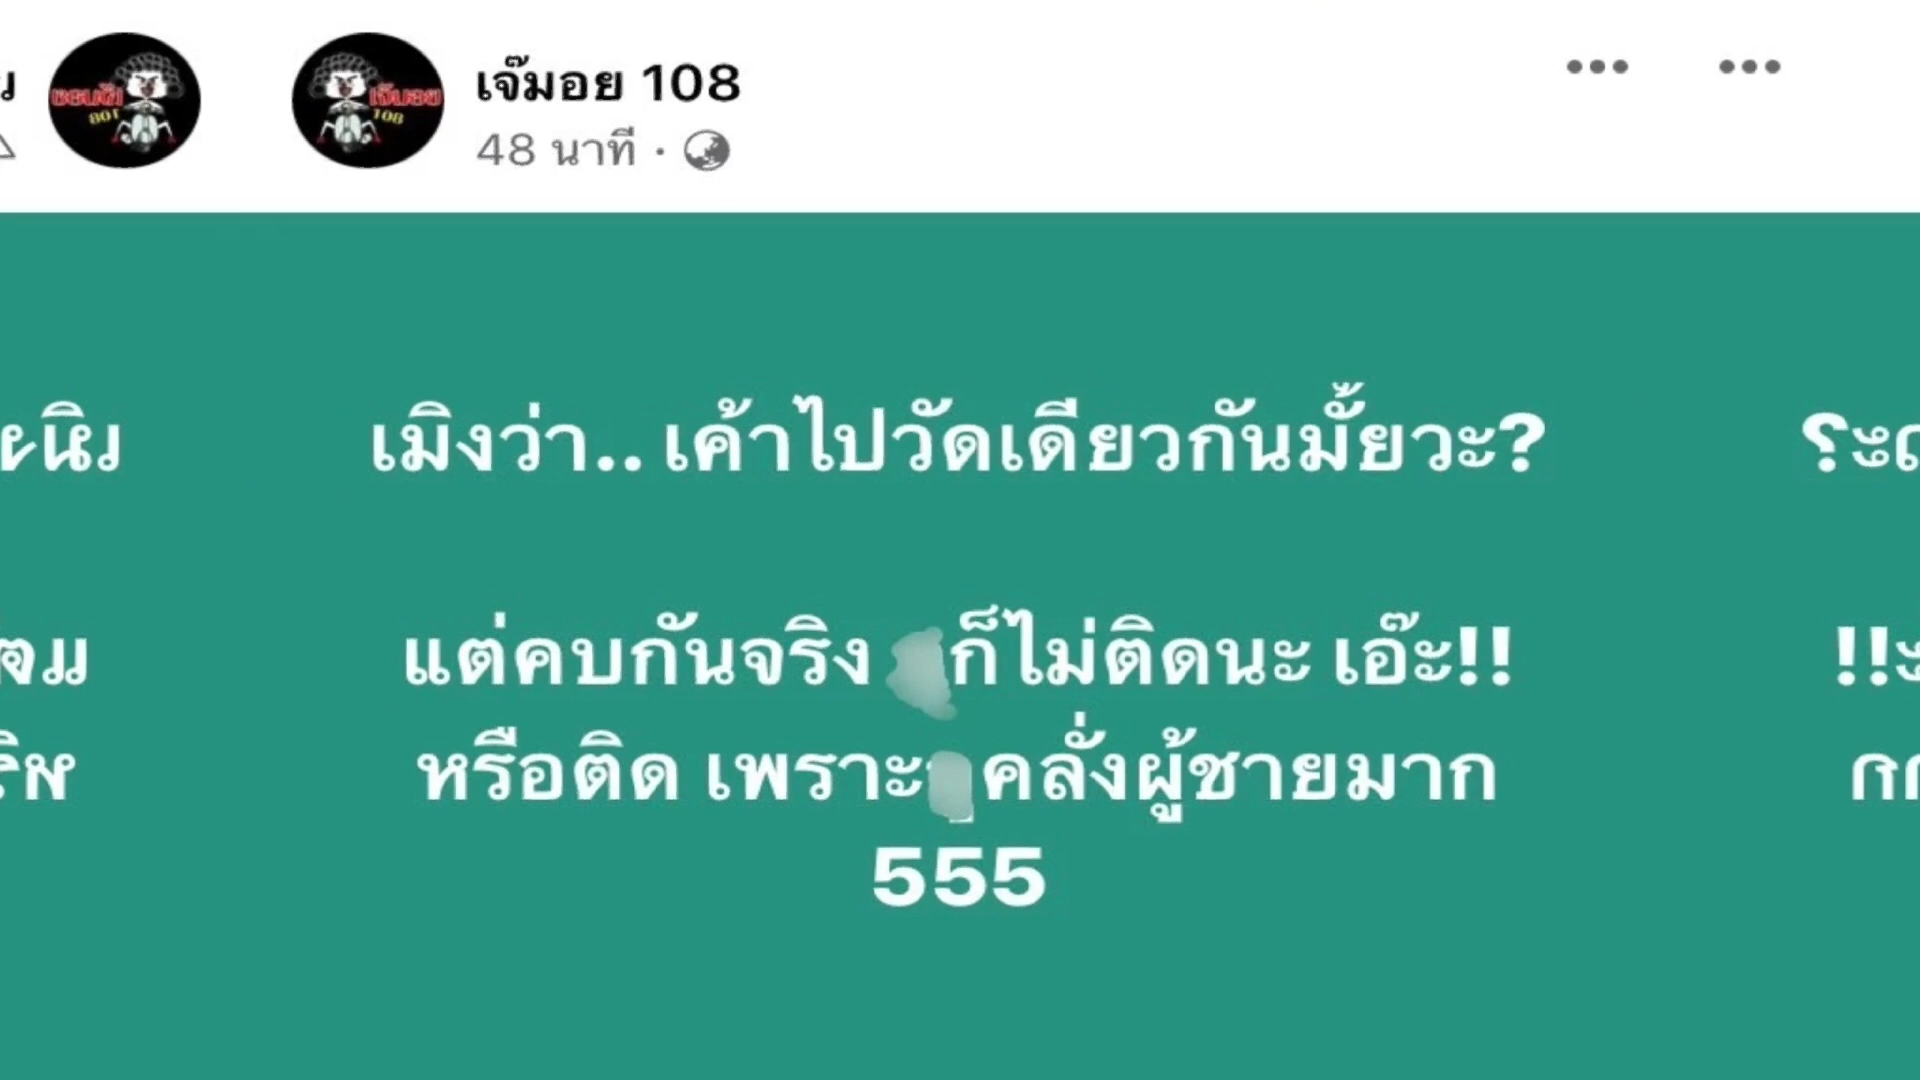 เจ๊มอย 108
48 นาที ·
เมิงว่า.. เค้าไปวัดเดียวกันมั้ยวะ?
แต่คบกันจริง ก็ไม่ติดนะ เอ๊ะ!!
หรือติด เพราะ คลั่งผู้ชายมาก
555